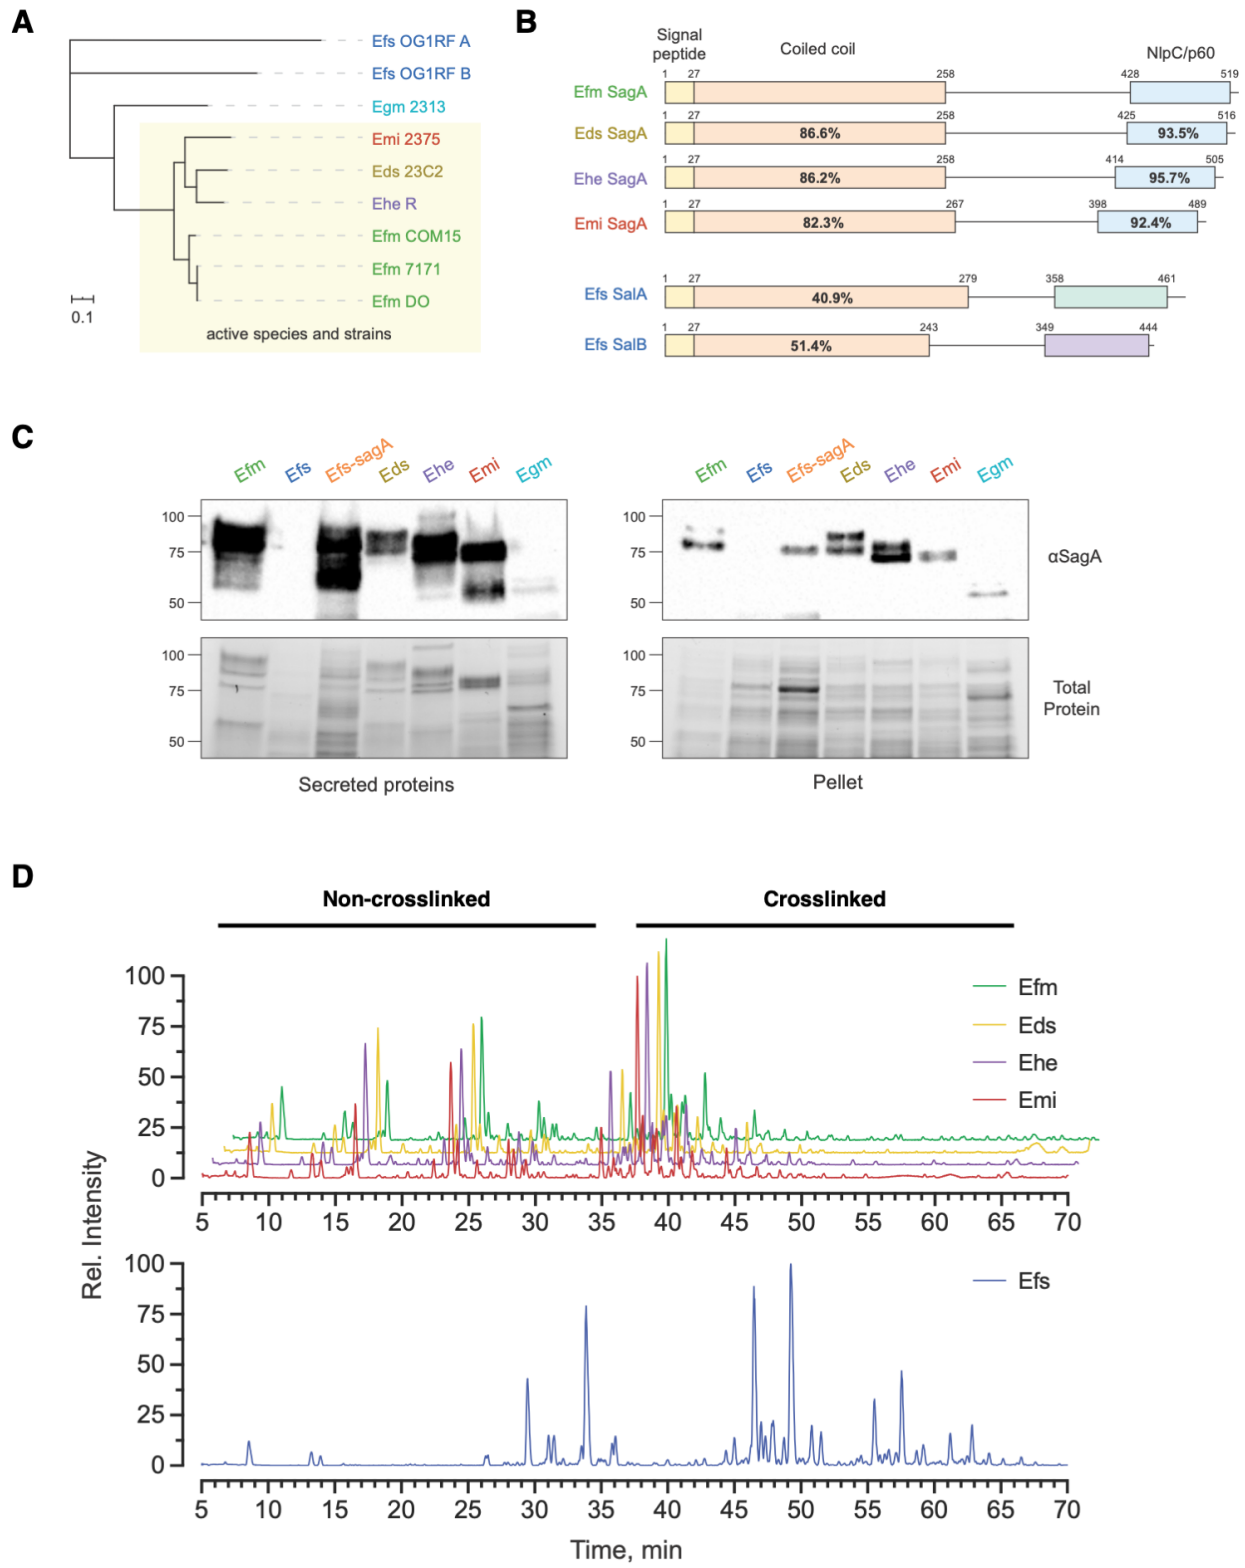 A
Efs OG1RF A
Efs OG1RF B
Egm 2313
Emi 2375
Eds 23C2
Ehe R
Efm COM15
Efm 7171
Efm DO
0.1
active species and strains
B
Signal
peptide
Coiled coil
NlpC/p60
1 27 258 428 519
Efm SagA
1 27 258 425 516
Eds SagA 86.6% 93.5%
1 27 258 414 505
Ehe SagA 86.2% 95.7%
1 27 267 398 489
Emi SagA 82.3% 92.4%
1 27 279 358 461
Efs SalA 40.9%
1 27 243 349 444
Efs SalB 51.4%
C
Efm Efs Efs-sagA Eds Ehe Emi Egm
100
75
50
100
75
50
Secreted proteins
Efm Efs Efs-sagA Eds Ehe Emi Egm
100
75
50
αSagA
100
75
50
Total
Protein
Pellet
D
Non-crosslinked
Crosslinked
100
75
50
25
0
Efm
Eds
Ehe
Emi
5 10 15 20 25 30 35 40 45 50 55 60 65 70
Rel. Intensity
100
75
50
25
0
Efs
5 10 15 20 25 30 35 40 45 50 55 60 65 70
Time, min